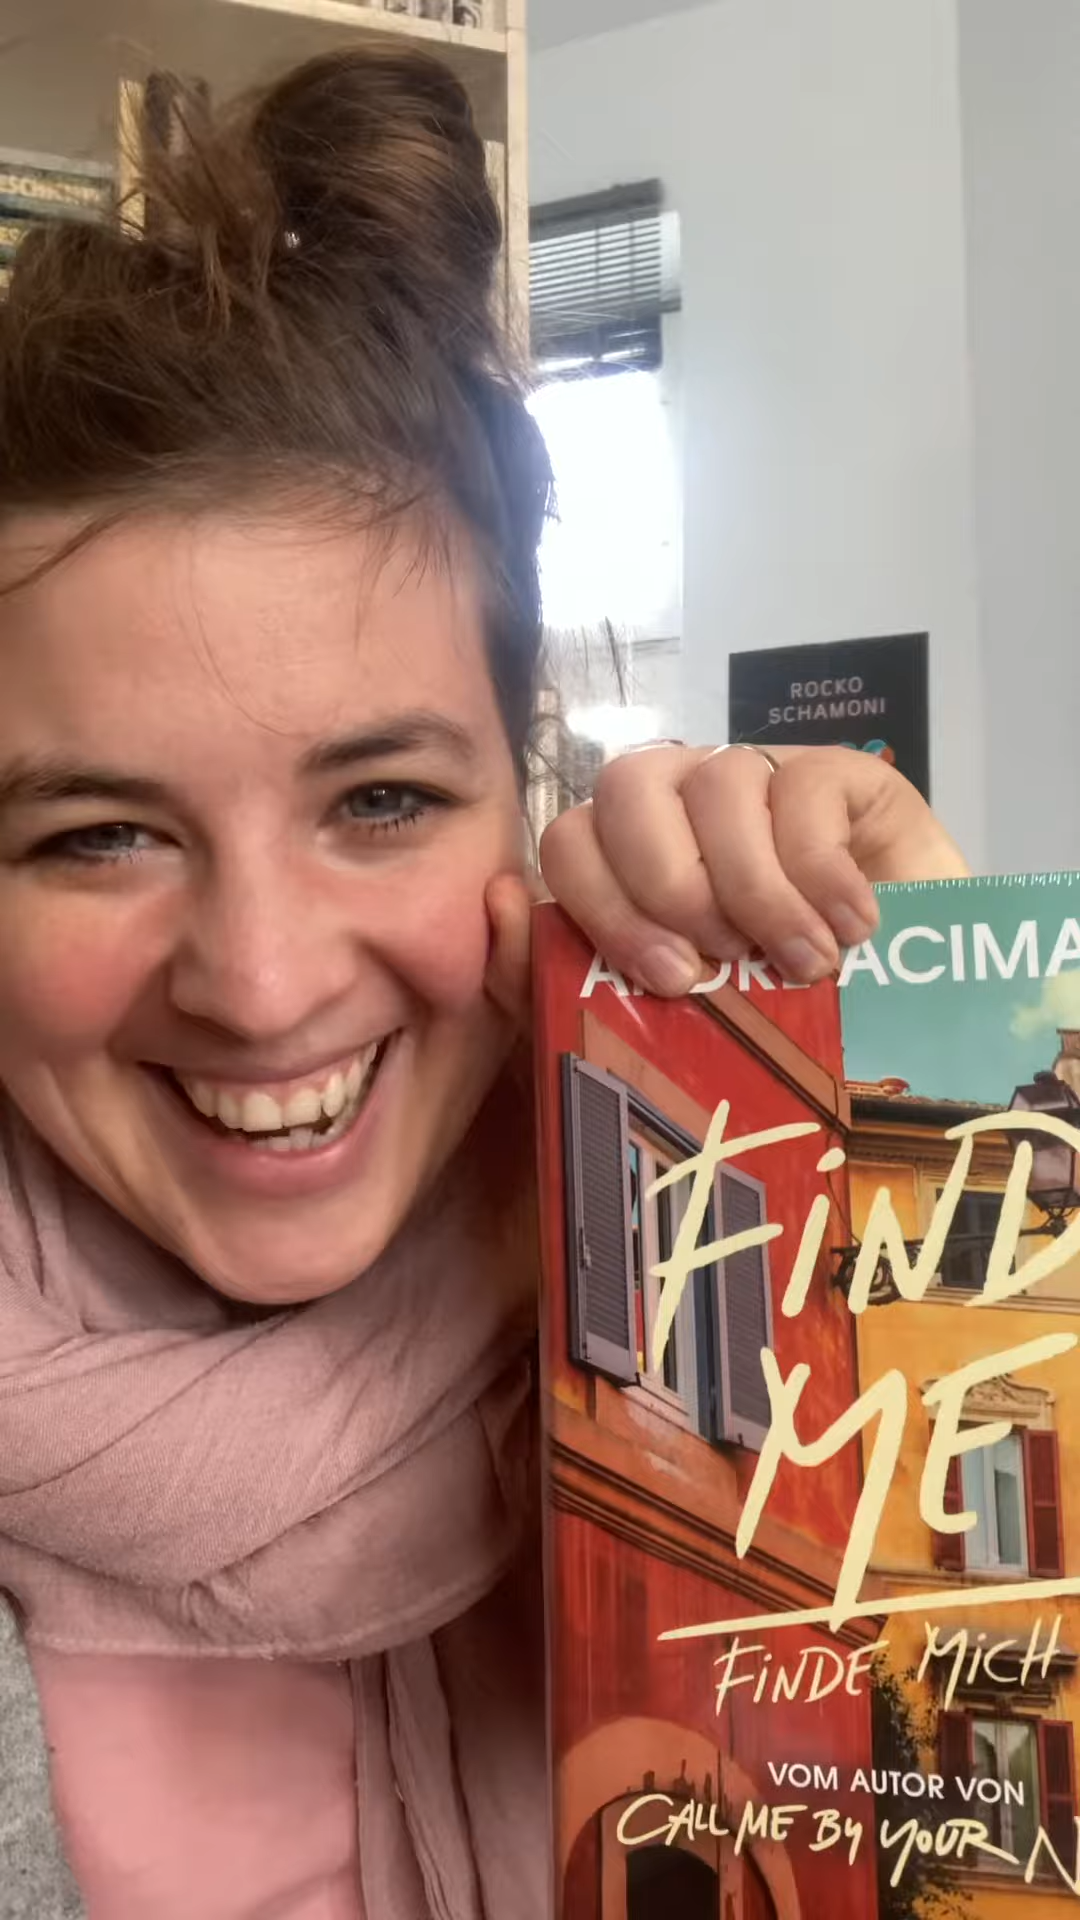 ROCKO
SCHAMONI
ACIMA
FIND
ME
FINDE MICH
VOM AUTOR VON
CALL ME BY YOUR N